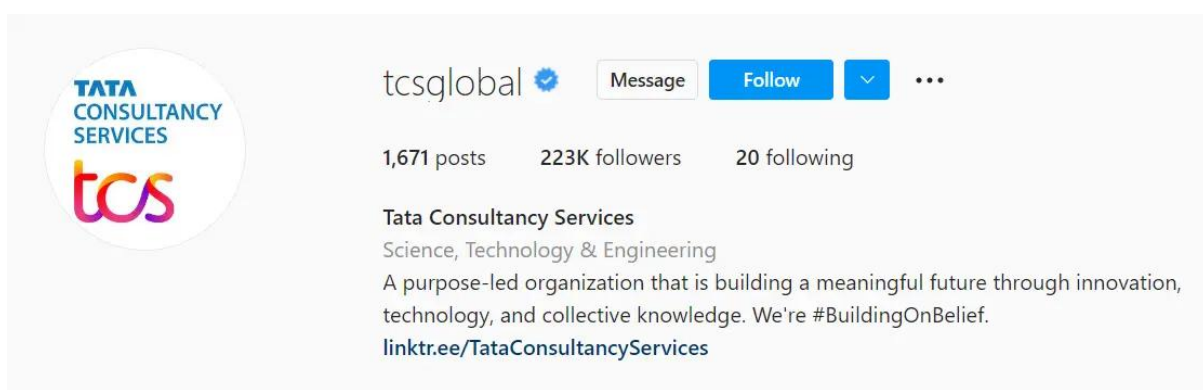 TATA
CONSULTANCY
SERVICES
tcs
tcsglobal Message Follow
1,671 posts 223K followers 20 following
Tata Consultancy Services
Science, Technology & Engineering
A purpose-led organization that is building a meaningful future through innovation,
technology, and collective knowledge. We're #BuildingOnBelief.
linktr.ee/TataConsultancyServices